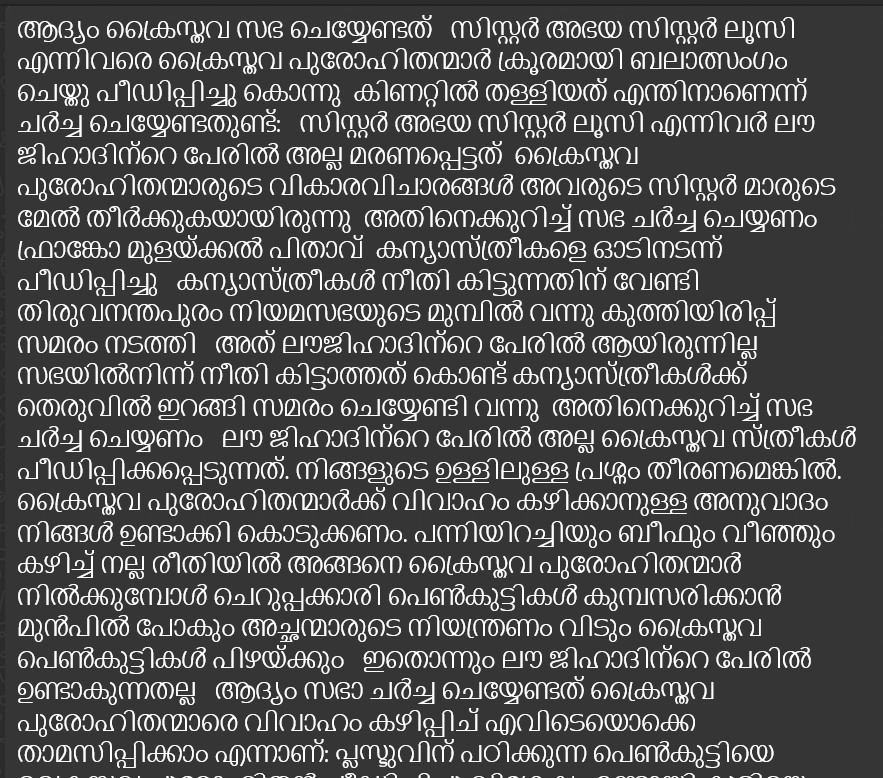 ആദ്യം ക്രൈസ്തവ സഭ ചെയ്യേണ്ടത് സിസ്റ്റർ അഭയ സിസ്റ്റർ ലൂസി
എന്നിവരെ ക്രൈസ്തവ പുരോഹിതന്മാർ ക്രൂരമായി ബലാത്സംഗം
ചെയ്തു പീഡിപ്പിച്ചു കൊന്നു കിണറ്റിൽ തള്ളിയത് എന്തിനാണെന്ന്
ചർച്ച ചെയ്യേണ്ടതുണ്ട്: സിസ്റ്റർ അഭയ സിസ്റ്റർ ലൂസി എന്നിവർ ലൗ
ജിഹാദിന്റെ പേരിൽ അല്ല മരണപ്പെട്ടത് ക്രൈസ്തവ
പുരോഹിതന്മാരുടെ വികാരവിചാരങ്ങൾ അവരുടെ സിസ്റ്റർ മാരുടെ
മേൽ തീർക്കുകയായിരുന്നു അതിനെക്കുറിച്ച് സഭ ചർച്ച ചെയ്യണം
ഫ്രാങ്കോ മുളയ്ക്കൽ പിതാവ് കന്യാസ്ത്രീകളെ ഓടിനടന്ന്
പീഡിപ്പിച്ചു കന്യാസ്ത്രീകൾ നീതി കിട്ടുന്നതിന് വേണ്ടി
തിരുവനന്തപുരം നിയമസഭയുടെ മുമ്പിൽ വന്നു കുത്തിയിരിപ്പ്
സമരം നടത്തി അത് ലൗജിഹാദിന്റെ പേരിൽ ആയിരുന്നില്ല
സഭയിൽനിന്ന് നീതി കിട്ടാത്തത് കൊണ്ട് കന്യാസ്ത്രീകൾക്ക്
തെരുവിൽ ഇറങ്ങി സമരം ചെയ്യേണ്ടി വന്നു അതിനെക്കുറിച്ച് സഭ
ചർച്ച ചെയ്യണം ലൗ ജിഹാദിന്റെ പേരിൽ അല്ല ക്രൈസ്തവ സ്ത്രീകൾ
പീഡിപ്പിക്കപ്പെടുന്നത്. നിങ്ങളുടെ ഉള്ളിലുള്ള പ്രശ്നം തീരണമെങ്കിൽ.
ക്രൈസ്തവ പുരോഹിതന്മാർക്ക് വിവാഹം കഴിക്കാനുള്ള അനുവാദം
നിങ്ങൾ ഉണ്ടാക്കി കൊടുക്കണം. പന്നിയിറച്ചിയും ബീഫും വീഞ്ഞും
കഴിച്ച് നല്ല രീതിയിൽ അങ്ങനെ ക്രൈസ്തവ പുരോഹിതന്മാർ
നിൽക്കുമ്പോൾ ചെറുപ്പക്കാരി പെൺകുട്ടികൾ കുമ്പസരിക്കാൻ
മുൻപിൽ പോകും അച്ഛന്മാരുടെ നിയന്ത്രണം വിടും ക്രൈസ്തവ
പെൺകുട്ടികൾ പിഴയ്ക്കും ഇതൊന്നും ലൗ ജിഹാദിന്റെ പേരിൽ
ഉണ്ടാകുന്നതല്ല ആദ്യം സഭാ ചർച്ച ചെയ്യേണ്ടത് ക്രൈസ്തവ
പുരോഹിതന്മാരെ വിവാഹം കഴിപ്പിച് എവിടെയൊക്കെ
താമസിപ്പിക്കാം എന്നാണ്: പ്ലസ്ടുവിന് പഠിക്കുന്ന പെൺകുട്ടിയെ